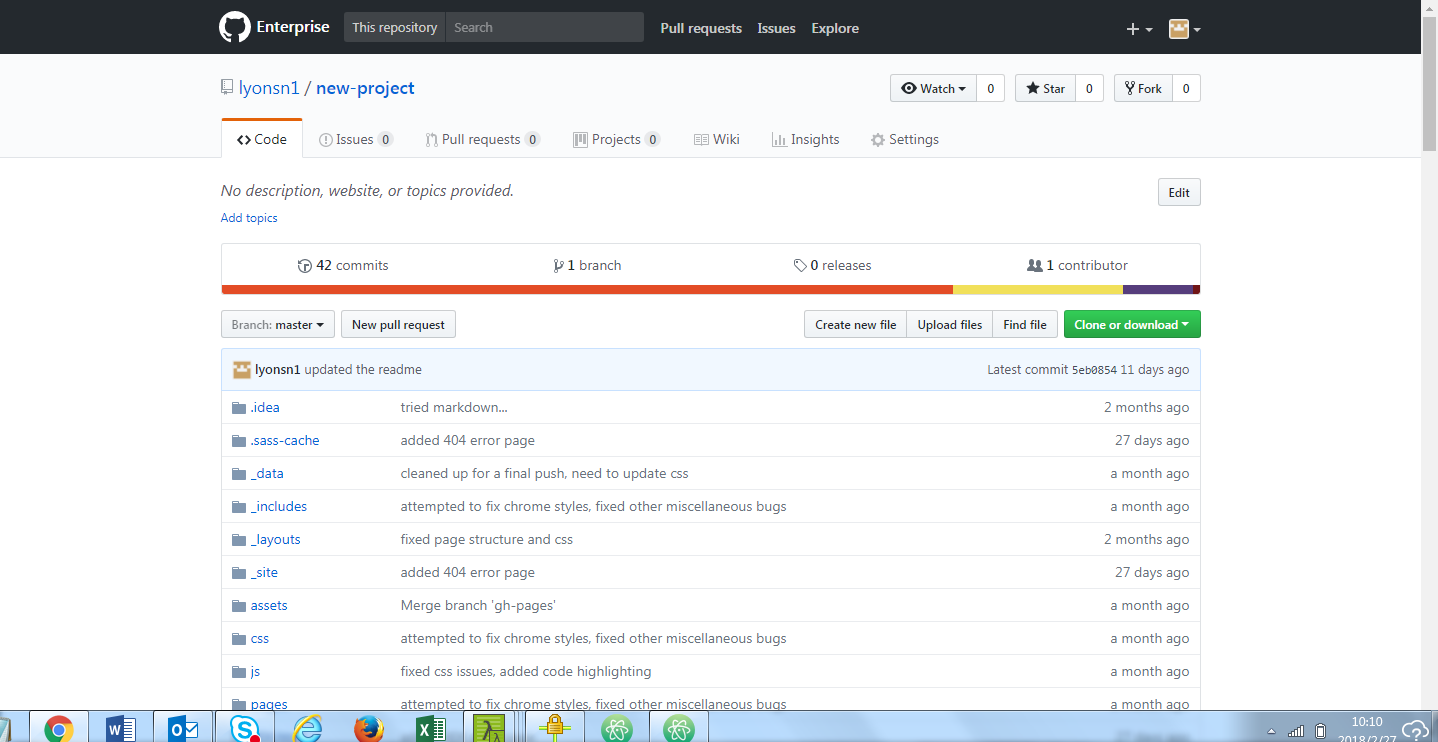 Enterprise This repository Search Pull requests Issues Explore
lyonsn1 / new-project Watch 0 Star 0 Fork 0
Code Issues 0 Pull requests 0 Projects 0 Wiki Insights Settings
No description, website, or topics provided. Edit
Add topics
42 commits 1 branch 0 releases 1 contributor
Branch: master New pull request Create new file Upload files Find file Clone or download
lyonsn1 updated the readme Latest commit 5eb0854 11 days ago
.idea tried markdown... 2 months ago
.sass-cache added 404 error page 27 days ago
_data cleaned up for a final push, need to update css a month ago
_includes attempted to fix chrome styles, fixed other miscellaneous bugs a month ago
_layouts fixed page structure and css 2 months ago
_site added 404 error page 27 days ago
assets Merge branch 'gh-pages' a month ago
css attempted to fix chrome styles, fixed other miscellaneous bugs a month ago
js fixed css issues, added code highlighting a month ago
pages attempted to fix chrome styles, fixed other miscellaneous bugs a month ago
10:10
2018/2/27